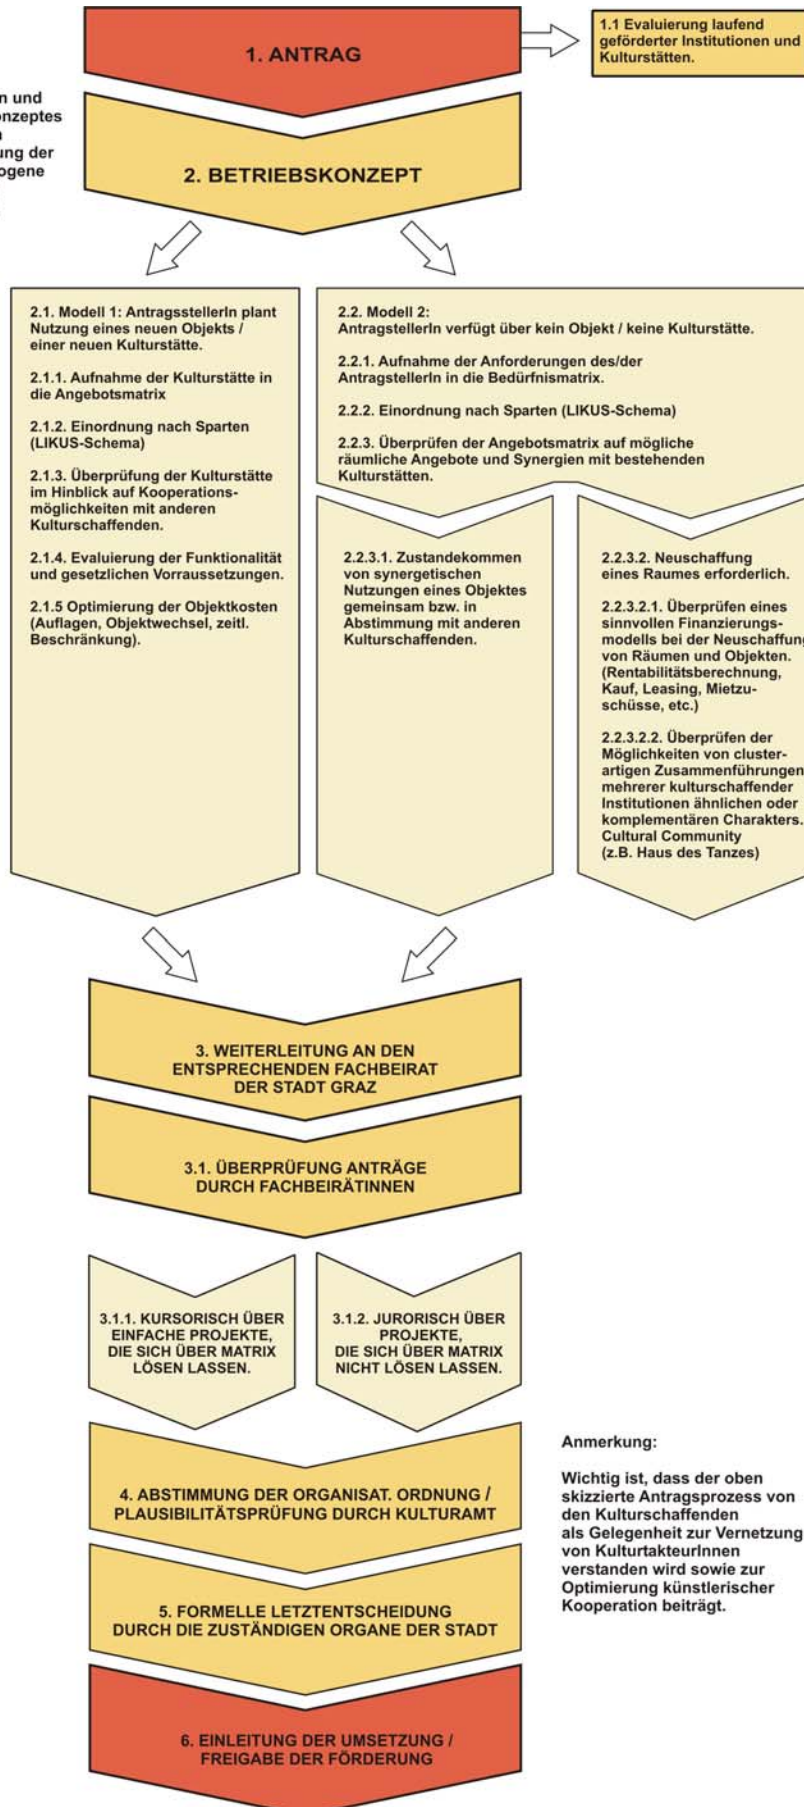 1. ANTRAG
1.1 Evaluierung laufend
geförderter Institutionen und
Kulturstätten.
und
der
2. BETRIEBSKONZEPT
2.1. Modell 1: AntragsstellerIn plant
Nutzung eines neuen Objekts /
einer neuen Kulturstätte.
2.1.1. Aufnahme der Kulturstätte in
die Angebotsmatrix
2.1.2. Einordnung nach Sparten
(LIKUS-Schema)
2.1.3. Überprüfung der Kulturstätte
im Hinblick auf Kooperations-
möglichkeiten mit anderen
Kulturschaffenden.
2.1.4. Evaluierung der Funktionalität
und gesetzlichen Vorraussetzungen.
2.1.5 Optimierung der Objektkosten
(Auflagen, Objektwechsel, zeitl.
Beschränkung).
2.2. Modell 2:
AntragstellerIn verfügt über kein Objekt / keine Kulturstätte.
2.2.1. Aufnahme der Anforderungen des/der
AntragstellerIn in die Bedürfnismatrix.
2.2.2. Einordnung nach Sparten (LIKUS-Schema)
2.2.3. Überprüfen der Angebotsmatrix auf mögliche
räumliche Angebote und Synergien mit bestehenden
Kulturstätten.
2.2.3.1. Zustandekommen
von synergetischen
Nutzungen eines Objektes
gemeinsam bzw. in
Abstimmung mit anderen
Kulturschaffenden.
2.2.3.2. Neuschaffung
eines Raumes erforderlich.
2.2.3.2.1. Überprüfen eines
sinnvollen Finanzierungs-
modells bei der Neuschaffung
von Räumen und Objekten.
(Rentabilitätsberechnung,
Kauf, Leasing, Mietzu-
schüsse, etc.)
2.2.3.2.2. Überprüfen der
Möglichkeiten von cluster-
artigen Zusammenführungen
mehrerer kulturschaffender
Institutionen ähnlichen oder
komplementären Charakters.
Cultural Community
(z.B. Haus des Tanzes)
3. WEITERLEITUNG AN DEN
ENTSPRECHENDEN FACHBEIRAT
DER STADT GRAZ
3.1. ÜBERPRÜFUNG ANTRÄGE
DURCH FACHBEIRÄTINNEN
3.1.1. KURSORISCH ÜBER
EINFACHE PROJEKTE,
DIE SICH ÜBER MATRIX
LÖSEN LASSEN.
3.1.2. JURORISCH ÜBER
PROJEKTE,
DIE SICH ÜBER MATRIX
NICHT LÖSEN LASSEN.
4. ABSTIMMUNG DER ORGANISAT. ORDNUNG /
PLAUSIBILITÄTSPRÜFUNG DURCH KULTURAMT
Anmerkung:
Wichtig ist, dass der oben
skizzierte Antragsprozess von
den Kulturschaffenden
als Gelegenheit zur Vernetzung
von KulturtakteurInnen
verstanden wird sowie zur
Optimierung künstlerischer
Kooperation beiträgt.
5. FORMELLE LETZTENTSCHEIDUNG
DURCH DIE ZUSTÄNDIGEN ORGANE DER STADT
6. EINLEITUNG DER UMSETZUNG /
FREIGABE DER FÖRDERUNG